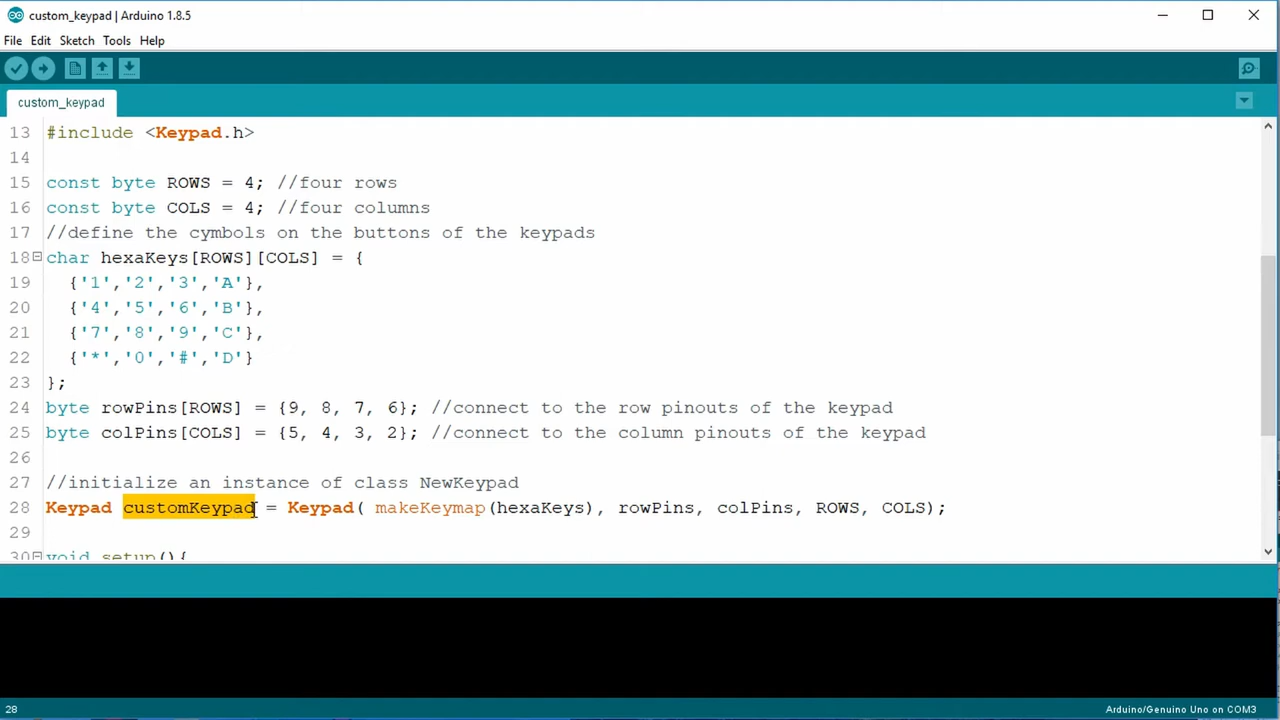 custom_keypad | Arduino 1.8.5
File Edit Sketch Tools Help
custom_keypad
13 #include <Keypad.h>
14
15 const byte ROWS = 4; //four rows
16 const byte COLS = 4; //four columns
17 //define the cymbols on the buttons of the keypads
18 char hexaKeys[ROWS][COLS] = {
19 {'1','2','3','A'},
20 {'4','5','6','B'},
21 {'7','8','9','C'},
22 {'*','0','#','D'}
23 };
24 byte rowPins[ROWS] = {9, 8, 7, 6}; //connect to the row pinouts of the keypad
25 byte colPins[COLS] = {5, 4, 3, 2}; //connect to the column pinouts of the keypad
26
27 //initialize an instance of class NewKeypad
28 Keypad customKeypad = Keypad( makeKeymap(hexaKeys), rowPins, colPins, ROWS, COLS);
29
30 void setup(){
28 Arduino/Genuino Uno on COM3